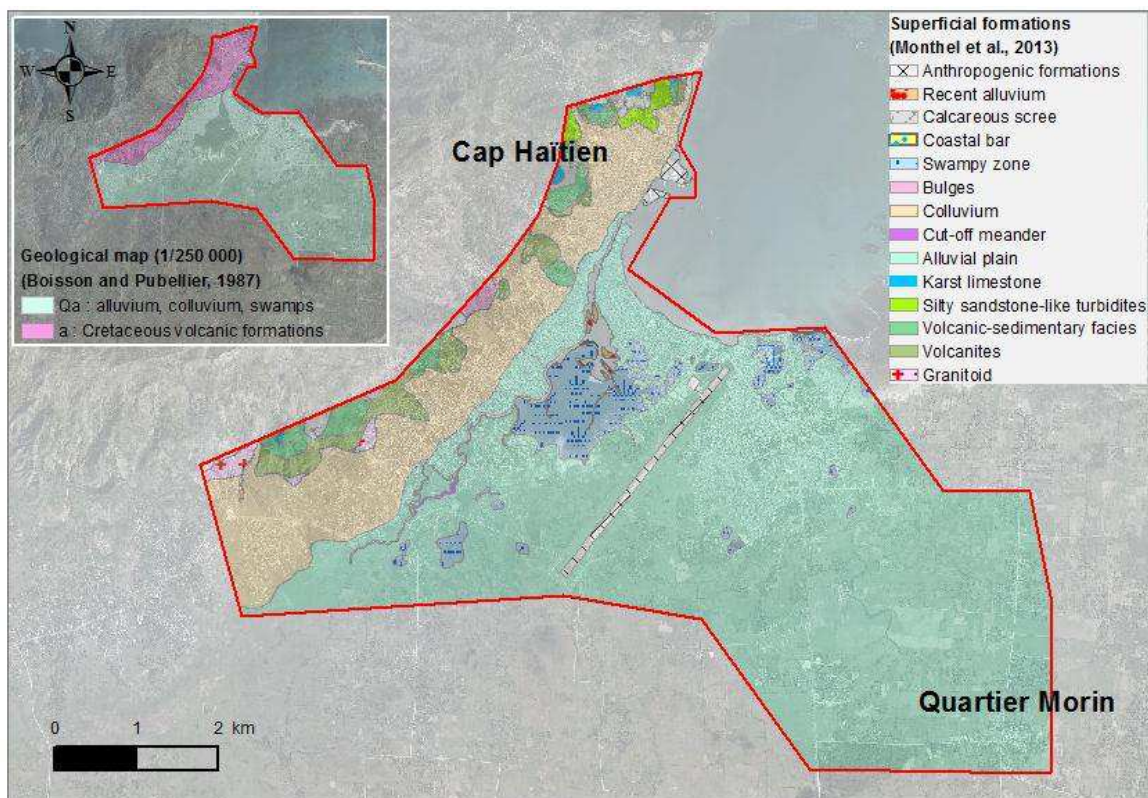 N
W E
S
Geological map (1/250 000)
(Boisson and Pubellier, 1987)
Qa : alluvium, colluvium, swamps
a : Cretaceous volcanic formations
Cap Haïtien
Superficial formations
(Monthel et al., 2013)
Anthropogenic formations
Recent alluvium
Calcareous scree
Coastal bar
Swampy zone
Bulges
Colluvium
Cut-off meander
Alluvial plain
Karst limestone
Silty sandstone-like turbidites
Volcanic-sedimentary facies
Volcanites
Granitoid
Quartier Morin
0 1 2 km